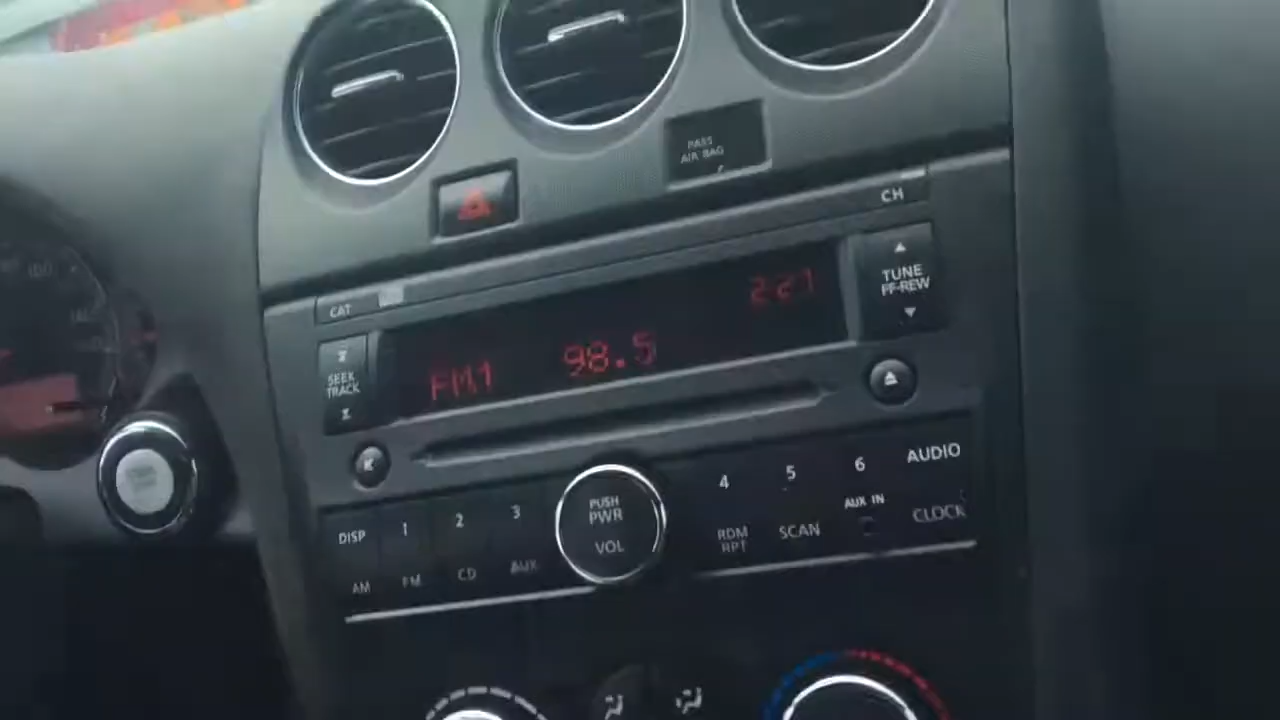 PASS
AIR BAG
CH
CAT
2:27
TUNE
FF·REW
SEEK
TRACK
FM1 98.5
DISP 1 2 3
AM FM CD AUX
PUSH
PWR
VOL
4 5 6 AUDIO
AUX IN
RDM
RPT
SCAN
CLOCK